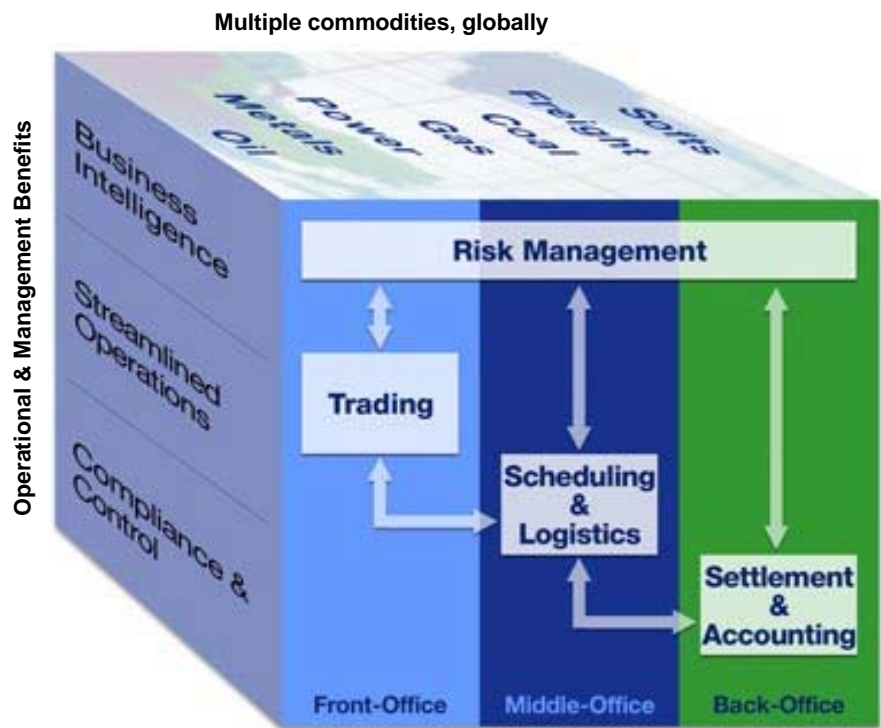 Multiple commodities, globally
Operational & Management Benefits
Metals
Oil
Power
Gas
Freight
Coal
Softs
Business
Intelligence
Streamlined
Operations
Compliance &
Control
Risk Management
Trading
Scheduling
&
Logistics
Settlement
&
Accounting
Front-Office
Middle-Office
Back-Office